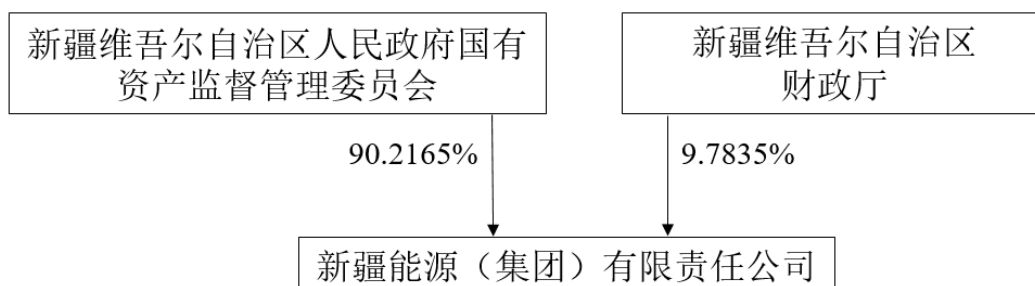 新疆维吾尔自治区人民政府国有
资产监督管理委员会
新疆维吾尔自治区
财政厅
90.2165%
9.7835%
新疆能源（集团）有限责任公司